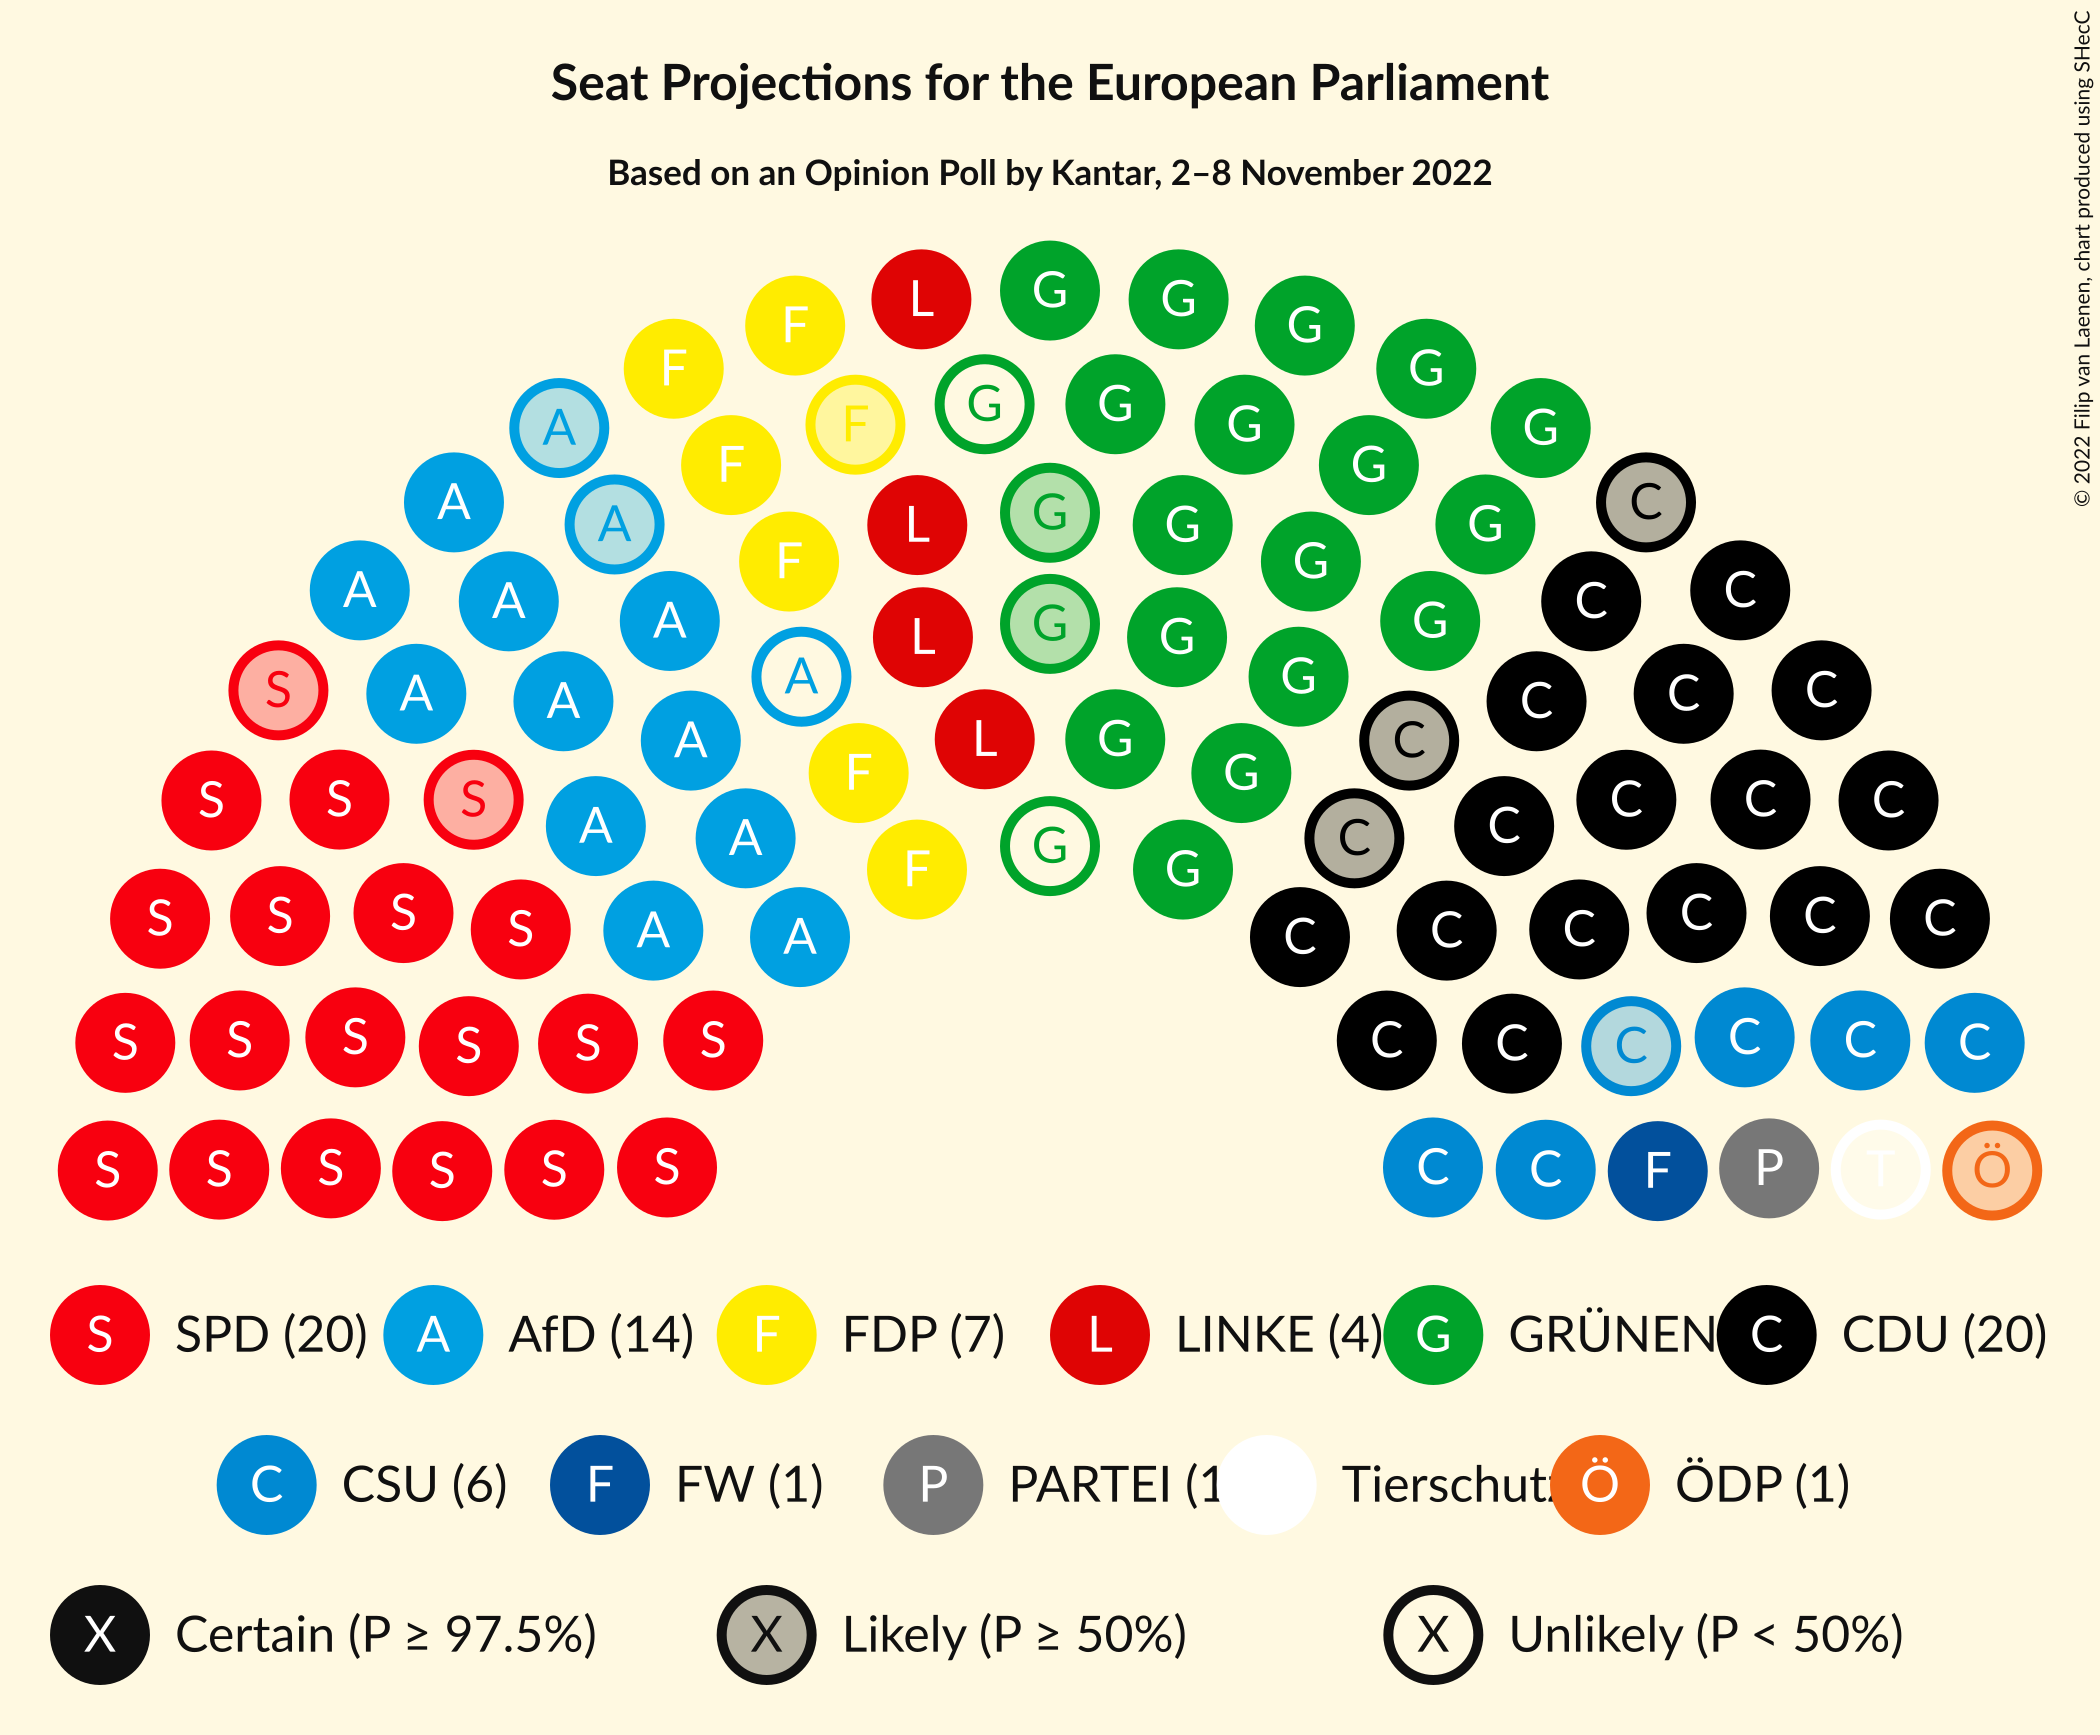 Seat Projections for the European Parliament
Based on an Opinion Poll by Kantar, 2–8 November 2022
© 2022 Filip van Laenen, chart produced using SHecC
L G G G
F F G G
A F F G G G G G
A A F L G G G G C
A A A F L G G G G C C
S A A A A L G G C C C C
S S S A A F G G C C C C C
S S S S A A F G G C C C C C C
S S S S S S C C C C C C
S S S S S S C C F P T Ö
S SPD (20) A AfD (14) F FDP (7) L LINKE (4) G GRÜNEN C CDU (20)
C CSU (6) F FW (1) P PARTEI (1 Tierschutz Ö ÖDP (1)
X Certain (P ≥ 97.5%) X Likely (P ≥ 50%) X Unlikely (P < 50%)